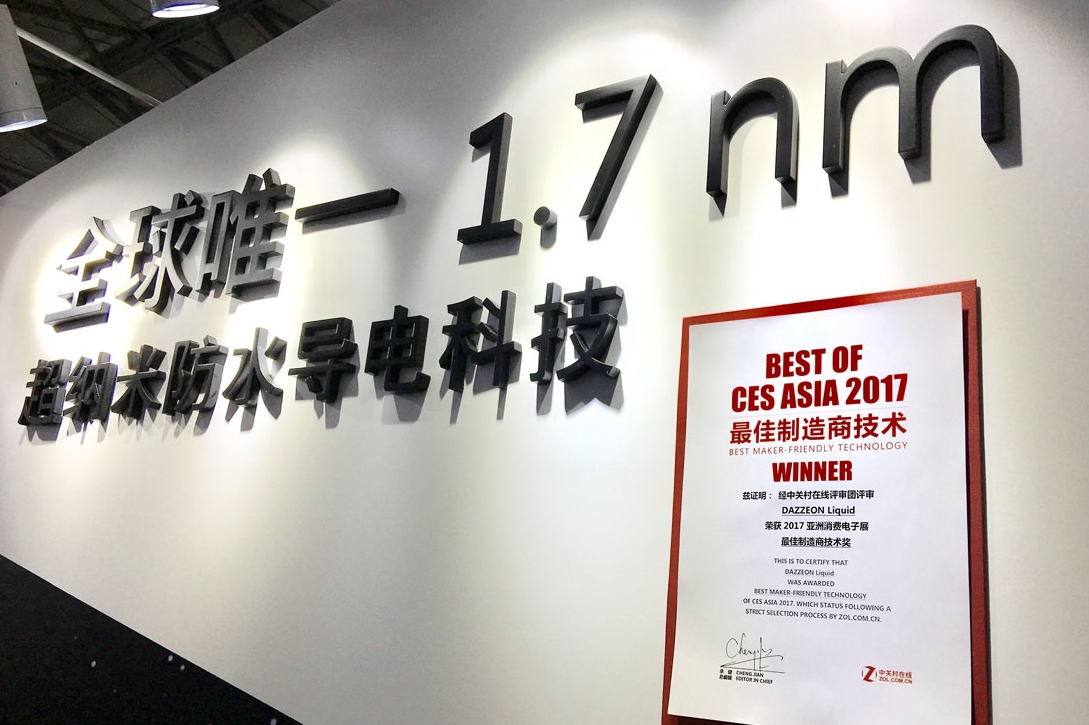 全球唯一 1.7nm
超纳米防水导电科技
BEST OF
CES ASIA 2017
最佳制造商技术
BEST MAKER-FRIENDLY TECHNOLOGY
WINNER
兹证明： 经中关村在线评审团评审
DAZZEON Liquid
荣获 2017 亚洲消费电子展
最佳制造商技术奖
THIS IS TO CERTIFY THAT
DAZZEON Liquid
WAS AWARDED
BEST MAKER-FRIENDLY TECHNOLOGY
OF CES ASIA 2017. WHICH STATUS FOLLOWING A
STRICT SELECTION PROCESS BY ZOL.COM.CN.
CHENG JIAN
总编辑 EDITOR IN CHIEF
中关村在线
ZOL.COM.CN